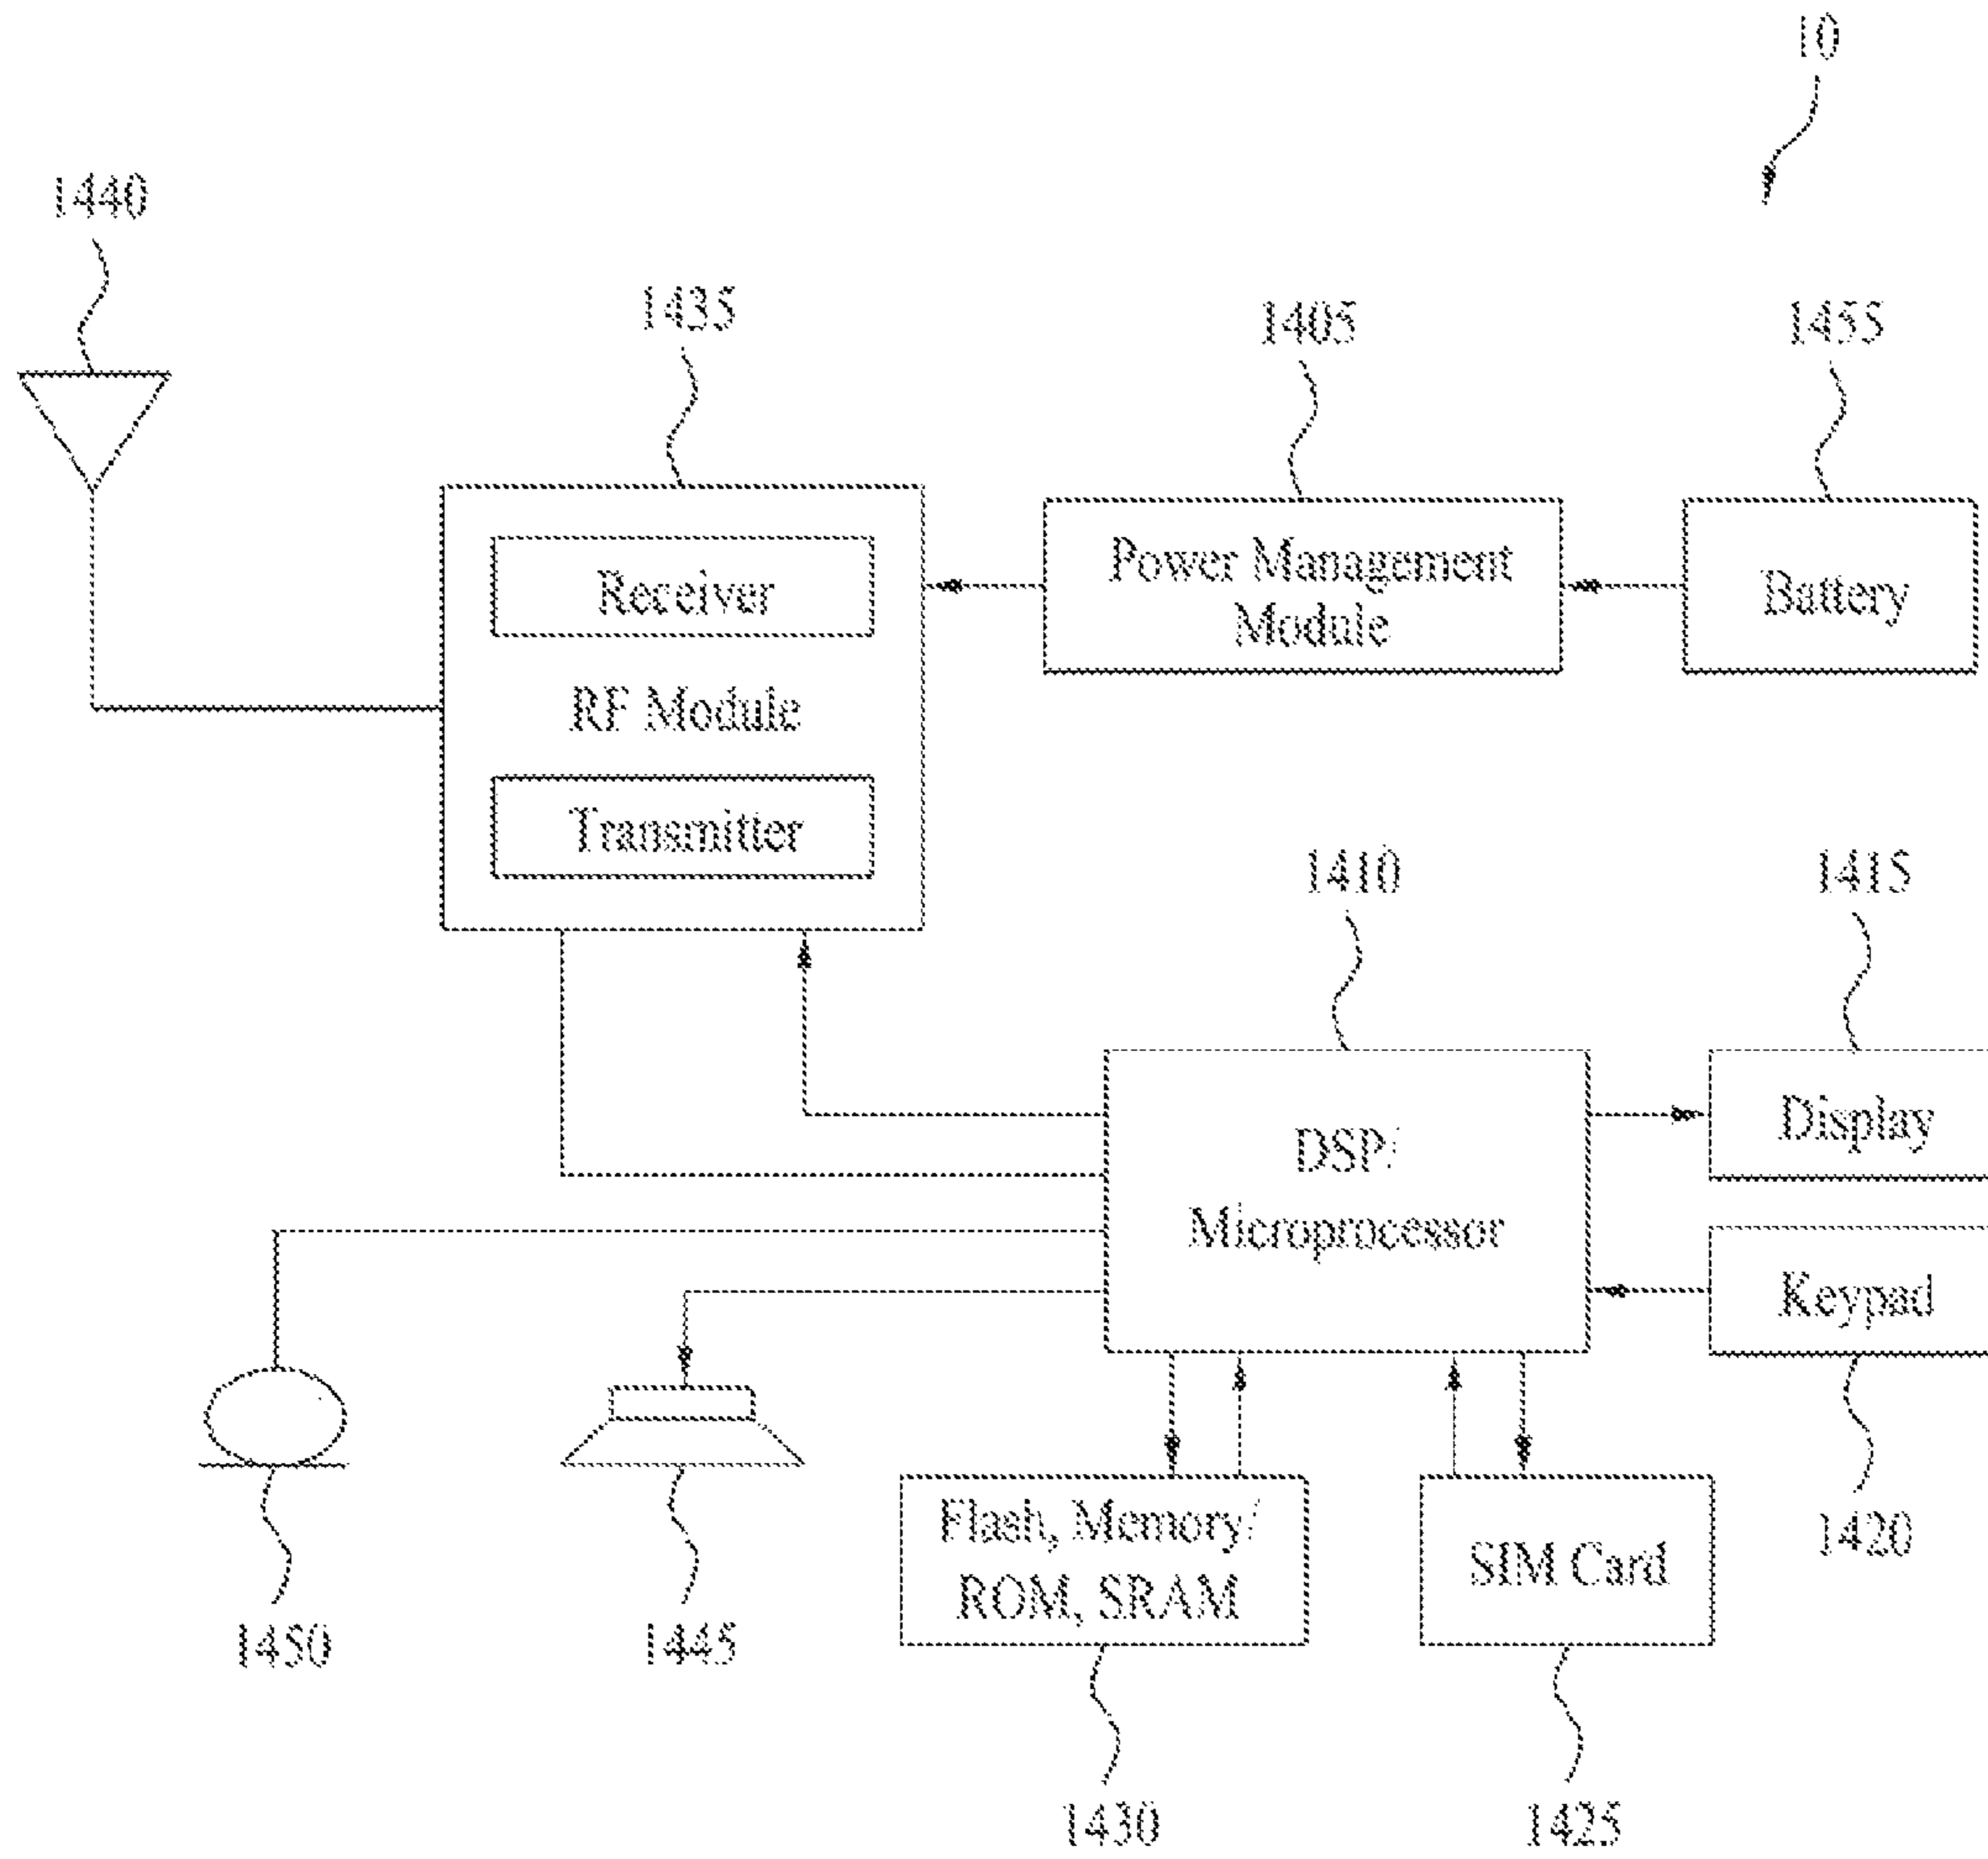 10
1440
1435
1405
1455
Receiver
RF Module
Transmitter
Power Management
Module
Battery
1410
1415
DSP/
Microprocessor
Display
Keypad
1420
Flash, Memory/
ROM, SRAM
SIM Card
1450
1445
1430
1425